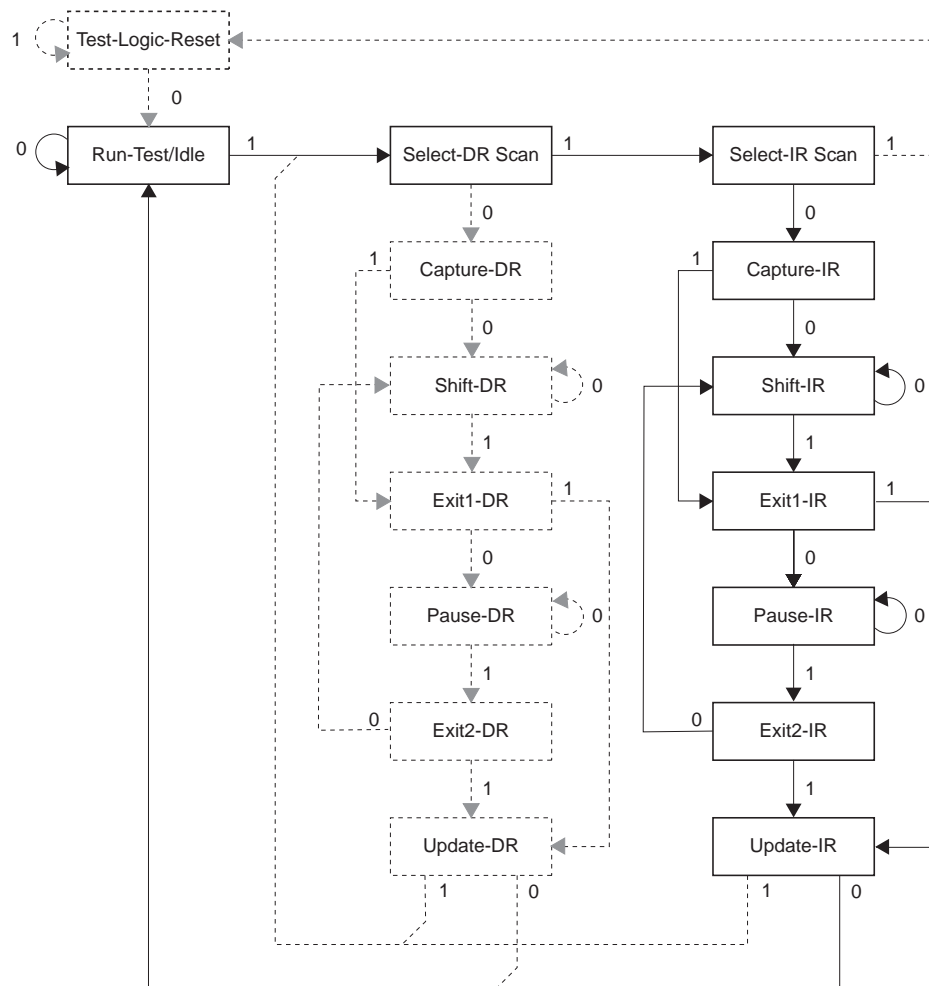 Test-Logic-Reset
1
0
0
Run-Test/Idle
1
Select-DR Scan
1
Select-IR Scan
1
0
0
1
Capture-DR
1
Capture-IR
0
0
Shift-DR
0
Shift-IR
0
1
1
Exit1-DR
1
Exit1-IR
1
0
0
Pause-DR
0
Pause-IR
0
1
1
0
Exit2-DR
0
Exit2-IR
1
1
Update-DR
Update-IR
1
0
1
0